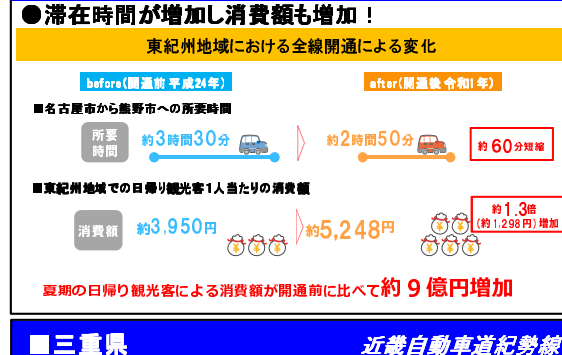 ●滞在時間が増加し消費額も増加！
東紀州地域における全線開通による変化
before(開通前 平成24年)
after(開通後 令和1年)
■名古屋市から熊野市への所要時間
所要
時間
約3時間30分
約2時間50分
約60分短縮
■東紀州地域での日帰り観光客1人当たりの消費額
消費額
約3,950円
約5,248円
約1.3倍
(約1,298円)増加
夏期の日帰り観光客による消費額が開通前に比べて約９億円増加
■三重県
近畿自動車道紀勢線